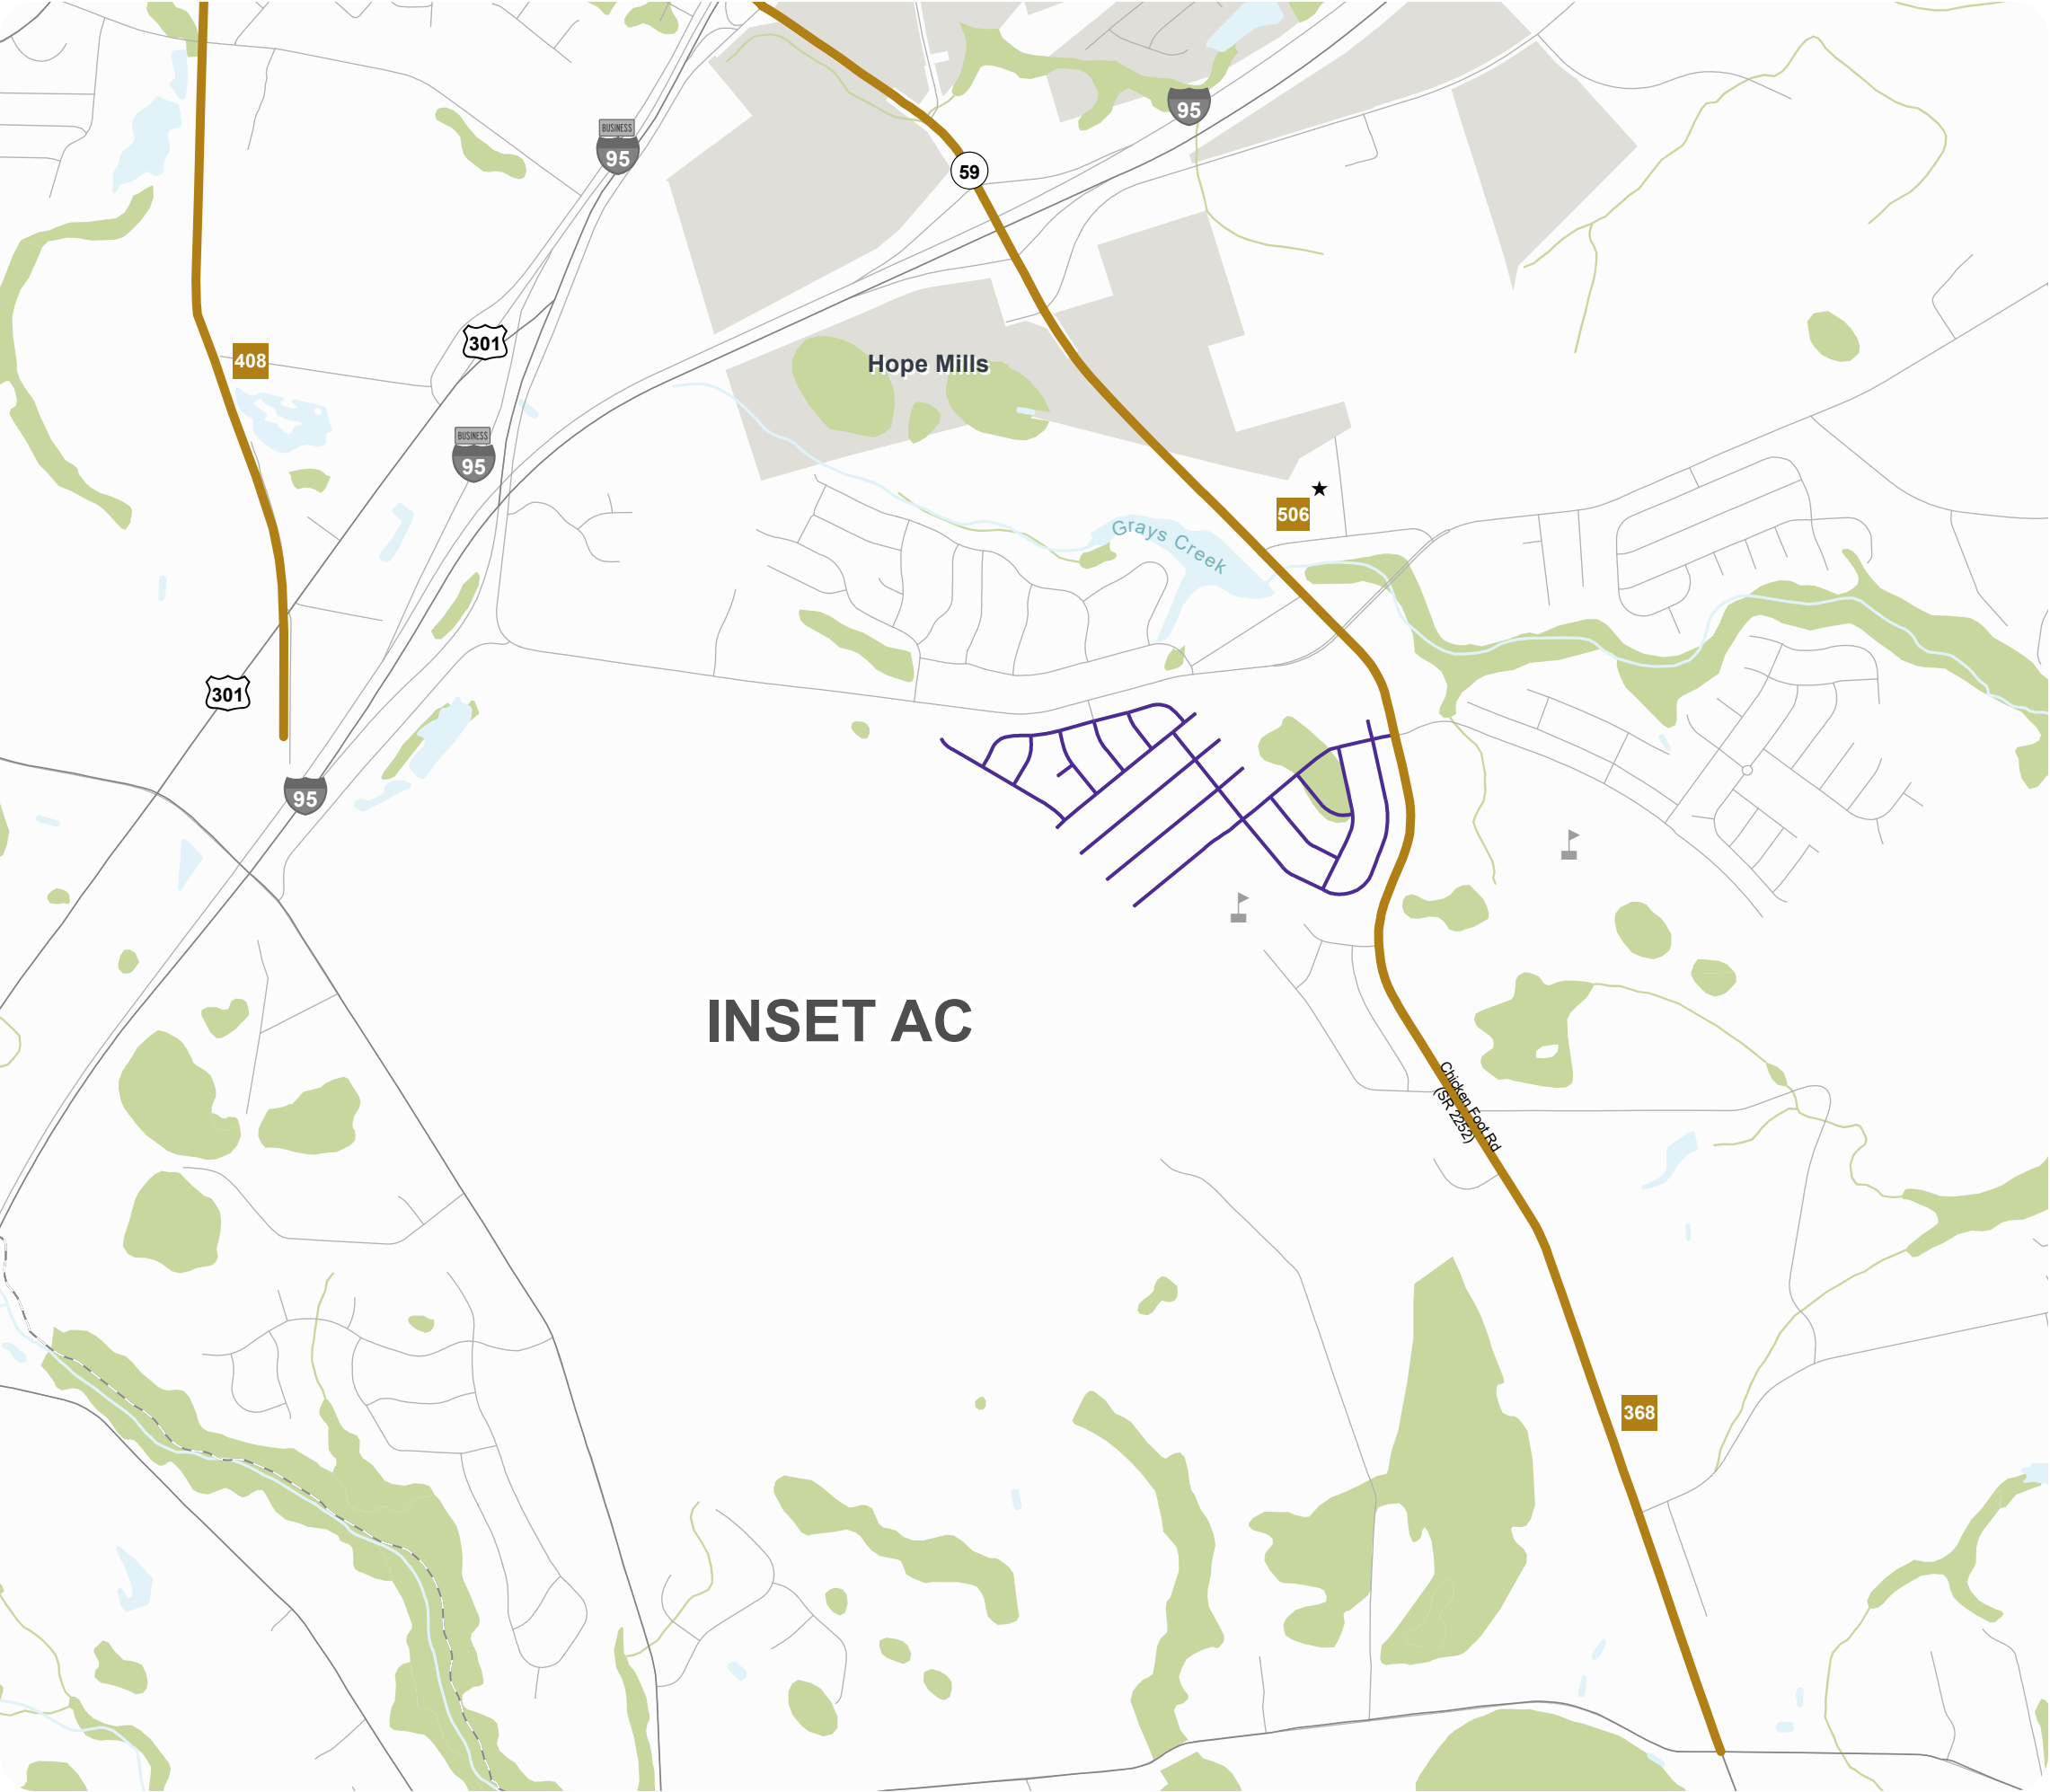 95
BUSINESS
95
59
301
408
Hope Mills
BUSINESS
95
506
Grays Creek
301
95
INSET AC
Chicken Foot Rd
(SR 2252)
368